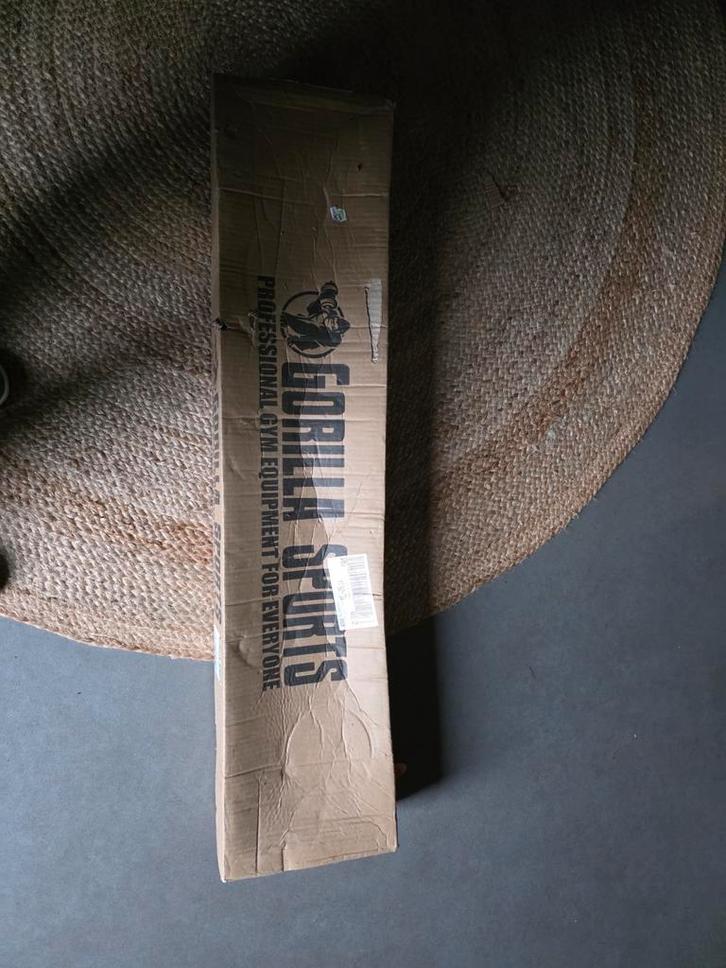 GORILLA SPORTS
PROFESSIONAL GYM EQUIPMENT FOR EVERYONE